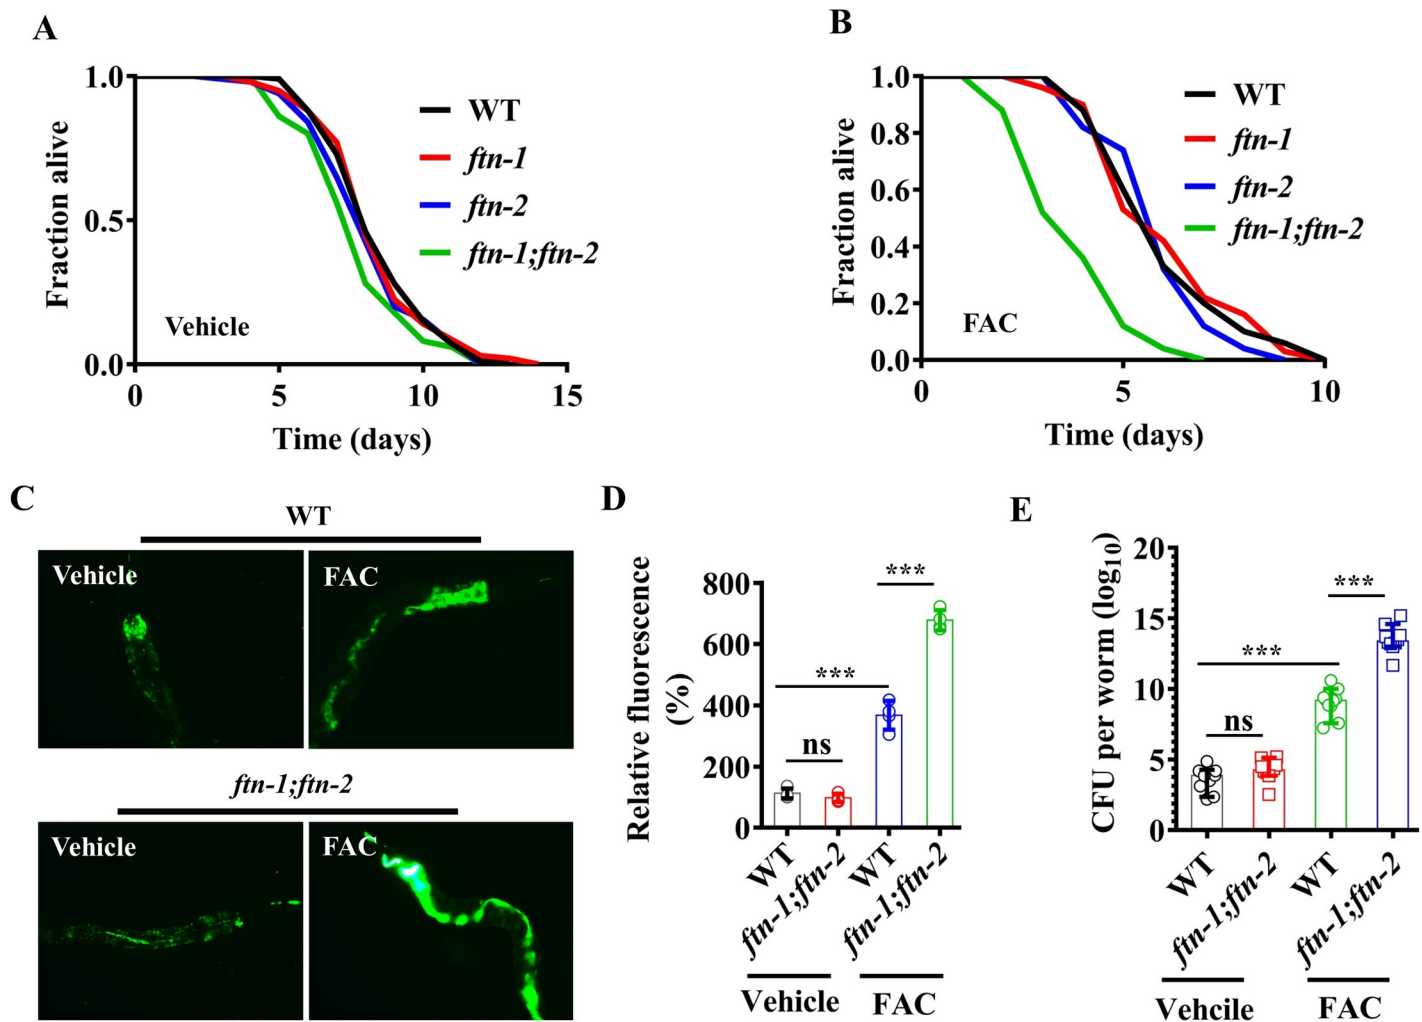 A
1.0
0.5
0.0
0
5
10
15
Fraction alive
Time (days)
Vehicle
WT
ftn-1
ftn-2
ftn-1;ftn-2
B
1.0
0.8
0.6
0.4
0.2
0.0
0
5
10
Fraction alive
Time (days)
FAC
WT
ftn-1
ftn-2
ftn-1;ftn-2
C
WT
Vehicle
FAC
ftn-1;ftn-2
Vehicle
FAC
D
Relative fluorescence
(%)
800
600
400
200
0
ns
***
***
WT
ftn-1;ftn-2
WT
ftn-1;ftn-2
Vehicle
FAC
E
CFU per worm (log10)
20
15
10
5
0
ns
***
***
WT
ftn-1;ftn-2
WT
ftn-1;ftn-2
Vehcile
FAC